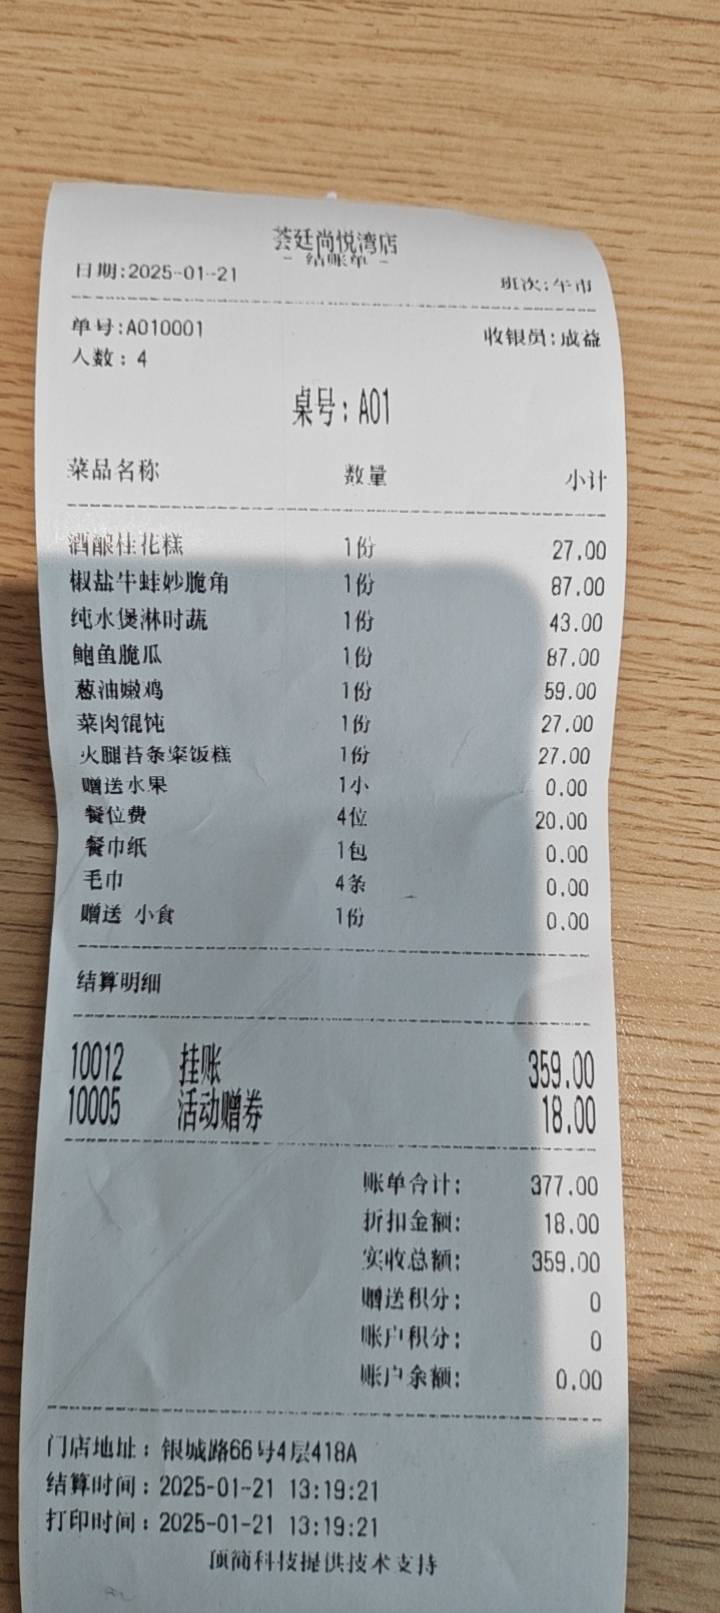 荟廷尚悦湾店
- 结账单 -
日期:2025-01-21 班次:午市
单号:A010001 收银员:成益
人数: 4
桌号: A01
菜品名称 数量 小计
酒酿桂花糕 1份 27.00
椒盐牛蛙妙脆角 1份 87.00
纯水煲淋时蔬 1份 43.00
鲍鱼脆瓜 1份 87.00
葱油嫩鸡 1份 59.00
菜肉馄饨 1份 27.00
火腿苔条粢饭糕 1份 27.00
赠送水果 1小 0.00
餐位费 4位 20.00
餐巾纸 1包 0.00
毛巾 4条 0.00
赠送 小食 1份 0.00
结算明细
10012 挂账 359.00
10005 活动赠券 18.00
账单合计: 377.00
折扣金额: 18.00
实收总额: 359.00
赠送积分: 0
账户积分: 0
账户余额: 0.00
门店地址: 银城路66号4层418A
结算时间: 2025-01-21 13:19:21
打印时间: 2025-01-21 13:19:21
顶简科技提供技术支持